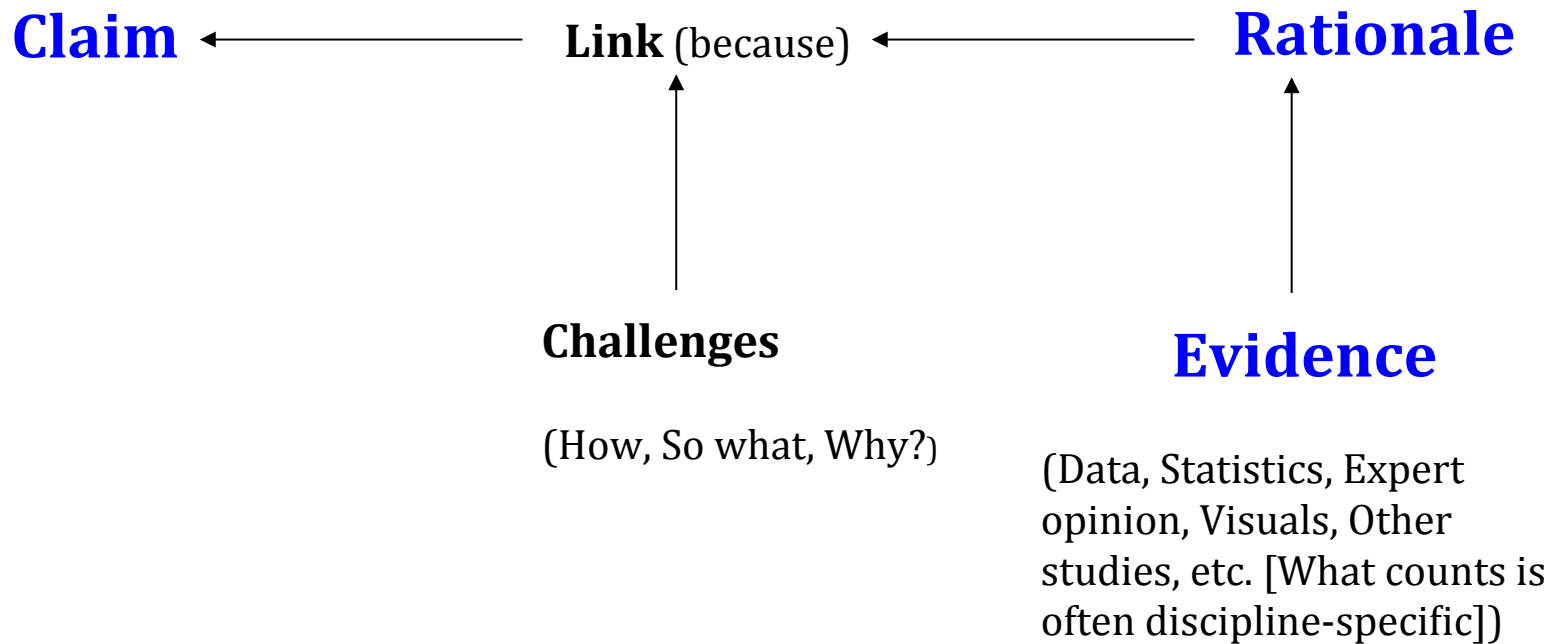 Claim
Link (because)
Rationale
Challenges
Evidence
(How, So what, Why?)
(Data, Statistics, Expert
opinion, Visuals, Other
studies, etc. [What counts is
often discipline-specific])